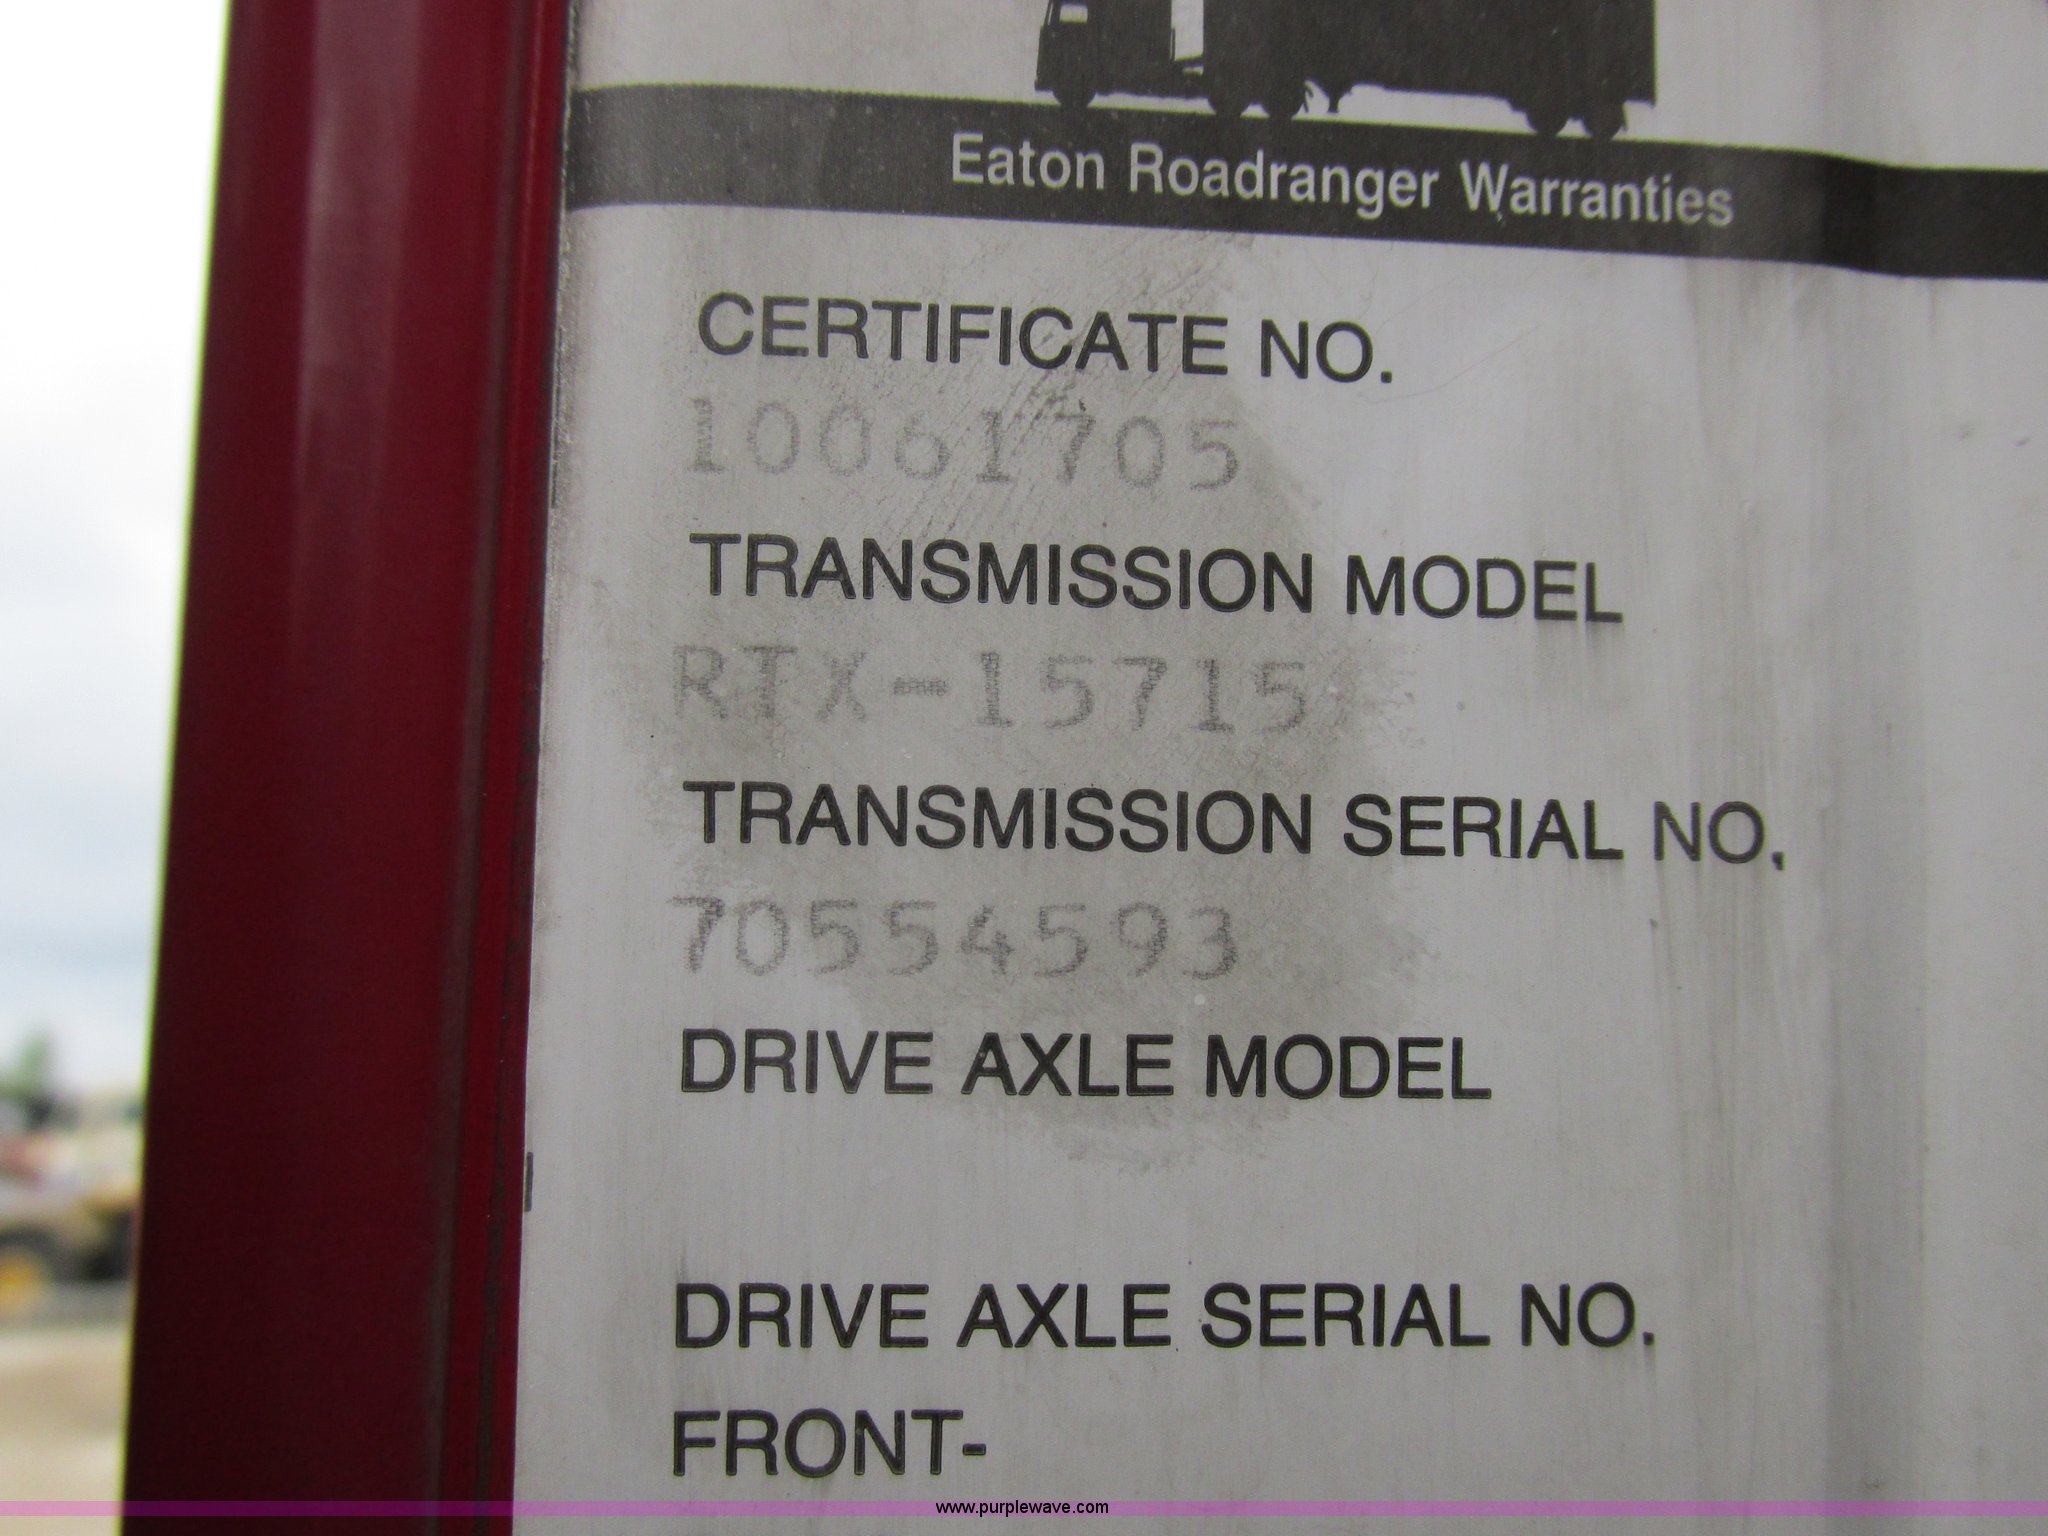 Eaton Roadranger Warranties
CERTIFICATE NO.
10061705
TRANSMISSION MODEL
RTX-15715
TRANSMISSION SERIAL NO.
70554593
DRIVE AXLE MODEL
DRIVE AXLE SERIAL NO.
FRONT-
www.purplewave.com